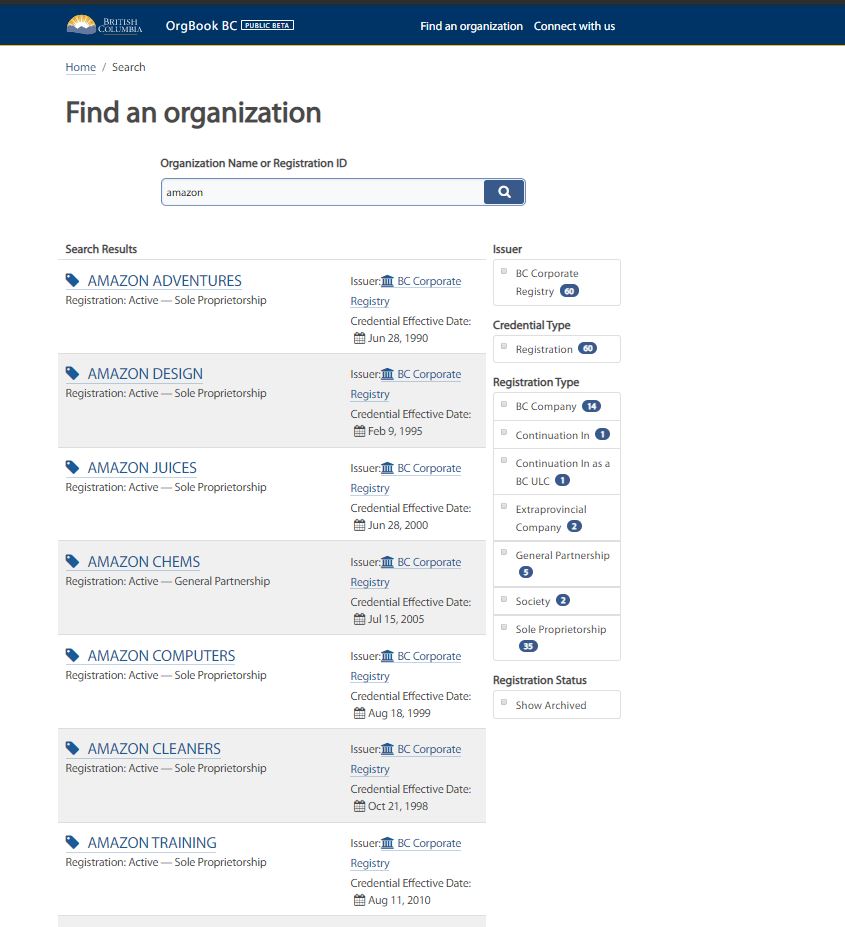 BRITISH
COLUMBIA
OrgBook BC PUBLIC BETA
Find an organization Connect with us
Home / Search
Find an organization
Organization Name or Registration ID
amazon
Search Results
AMAZON ADVENTURES
Registration: Active — Sole Proprietorship
Issuer: BC Corporate
Registry
Credential Effective Date:
Jun 28, 1990
AMAZON DESIGN
Registration: Active — Sole Proprietorship
Issuer: BC Corporate
Registry
Credential Effective Date:
Feb 9, 1995
AMAZON JUICES
Registration: Active — Sole Proprietorship
Issuer: BC Corporate
Registry
Credential Effective Date:
Jun 28, 2000
AMAZON CHEMS
Registration: Active — General Partnership
Issuer: BC Corporate
Registry
Credential Effective Date:
Jul 15, 2005
AMAZON COMPUTERS
Registration: Active — Sole Proprietorship
Issuer: BC Corporate
Registry
Credential Effective Date:
Aug 18, 1999
AMAZON CLEANERS
Registration: Active — Sole Proprietorship
Issuer: BC Corporate
Registry
Credential Effective Date:
Oct 21, 1998
AMAZON TRAINING
Registration: Active — Sole Proprietorship
Issuer: BC Corporate
Registry
Credential Effective Date:
Aug 11, 2010
Issuer
BC Corporate
Registry 60
Credential Type
Registration 60
Registration Type
BC Company 14
Continuation In 1
Continuation In as a
BC ULC 1
Extraprovincial
Company 2
General Partnership
5
Society 2
Sole Proprietorship
35
Registration Status
Show Archived